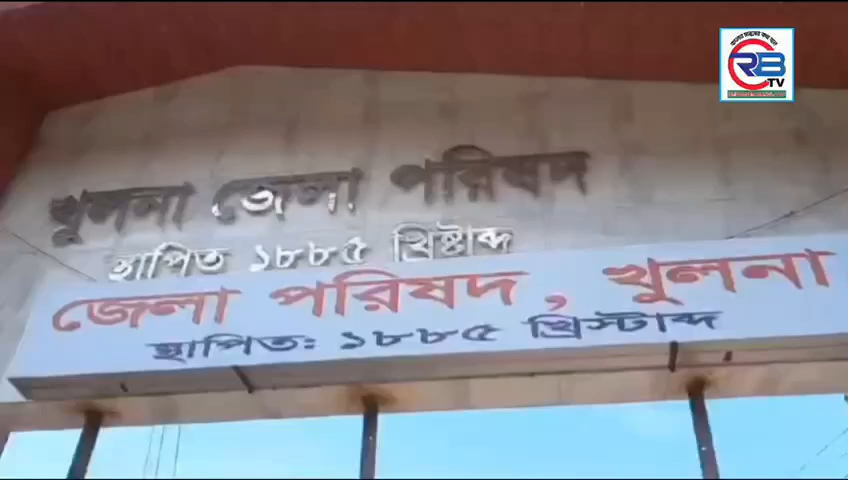 RB
TV
খুলনা জেলা পরিষদ
স্থাপিত ১৮৮৫ খ্রিষ্টাব্দ
জেলা পরিষদ, খুলনা
স্থাপিতঃ ১৮৮৫ খ্রিস্টাব্দ